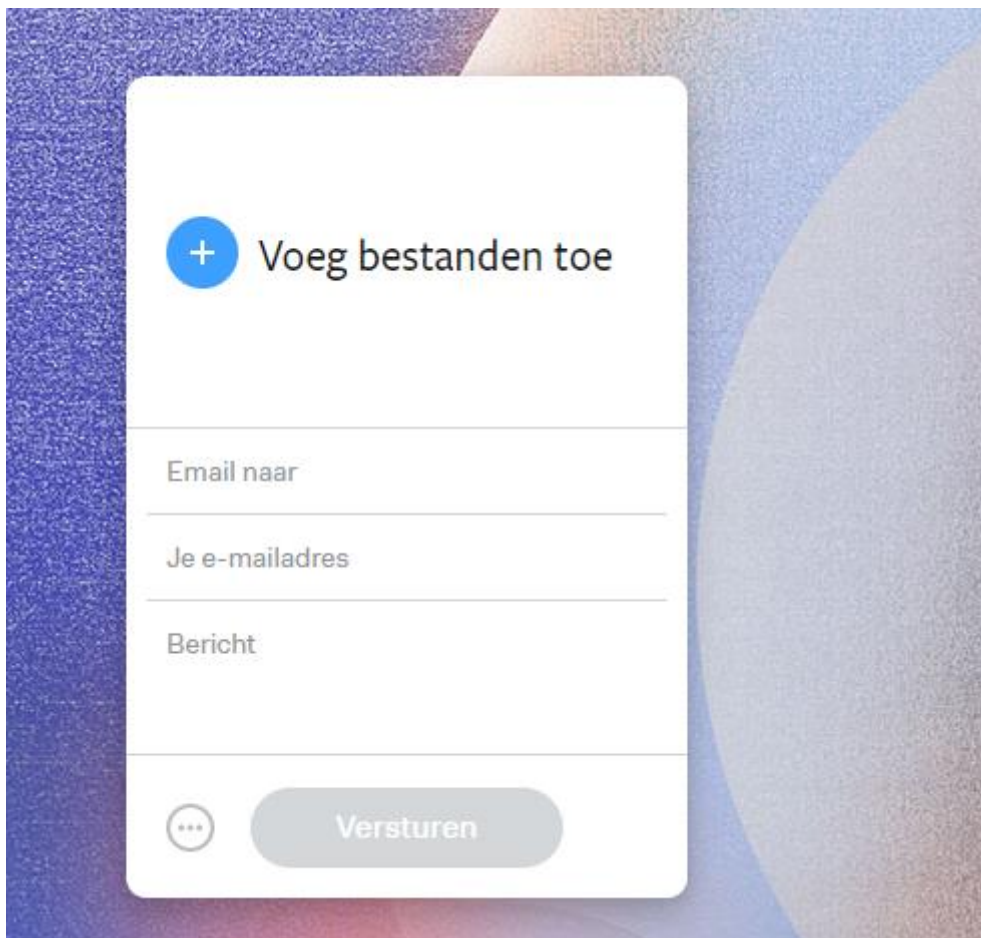 Voeg bestanden toe
Email naar
Je e-mailadres
Bericht
Versturen